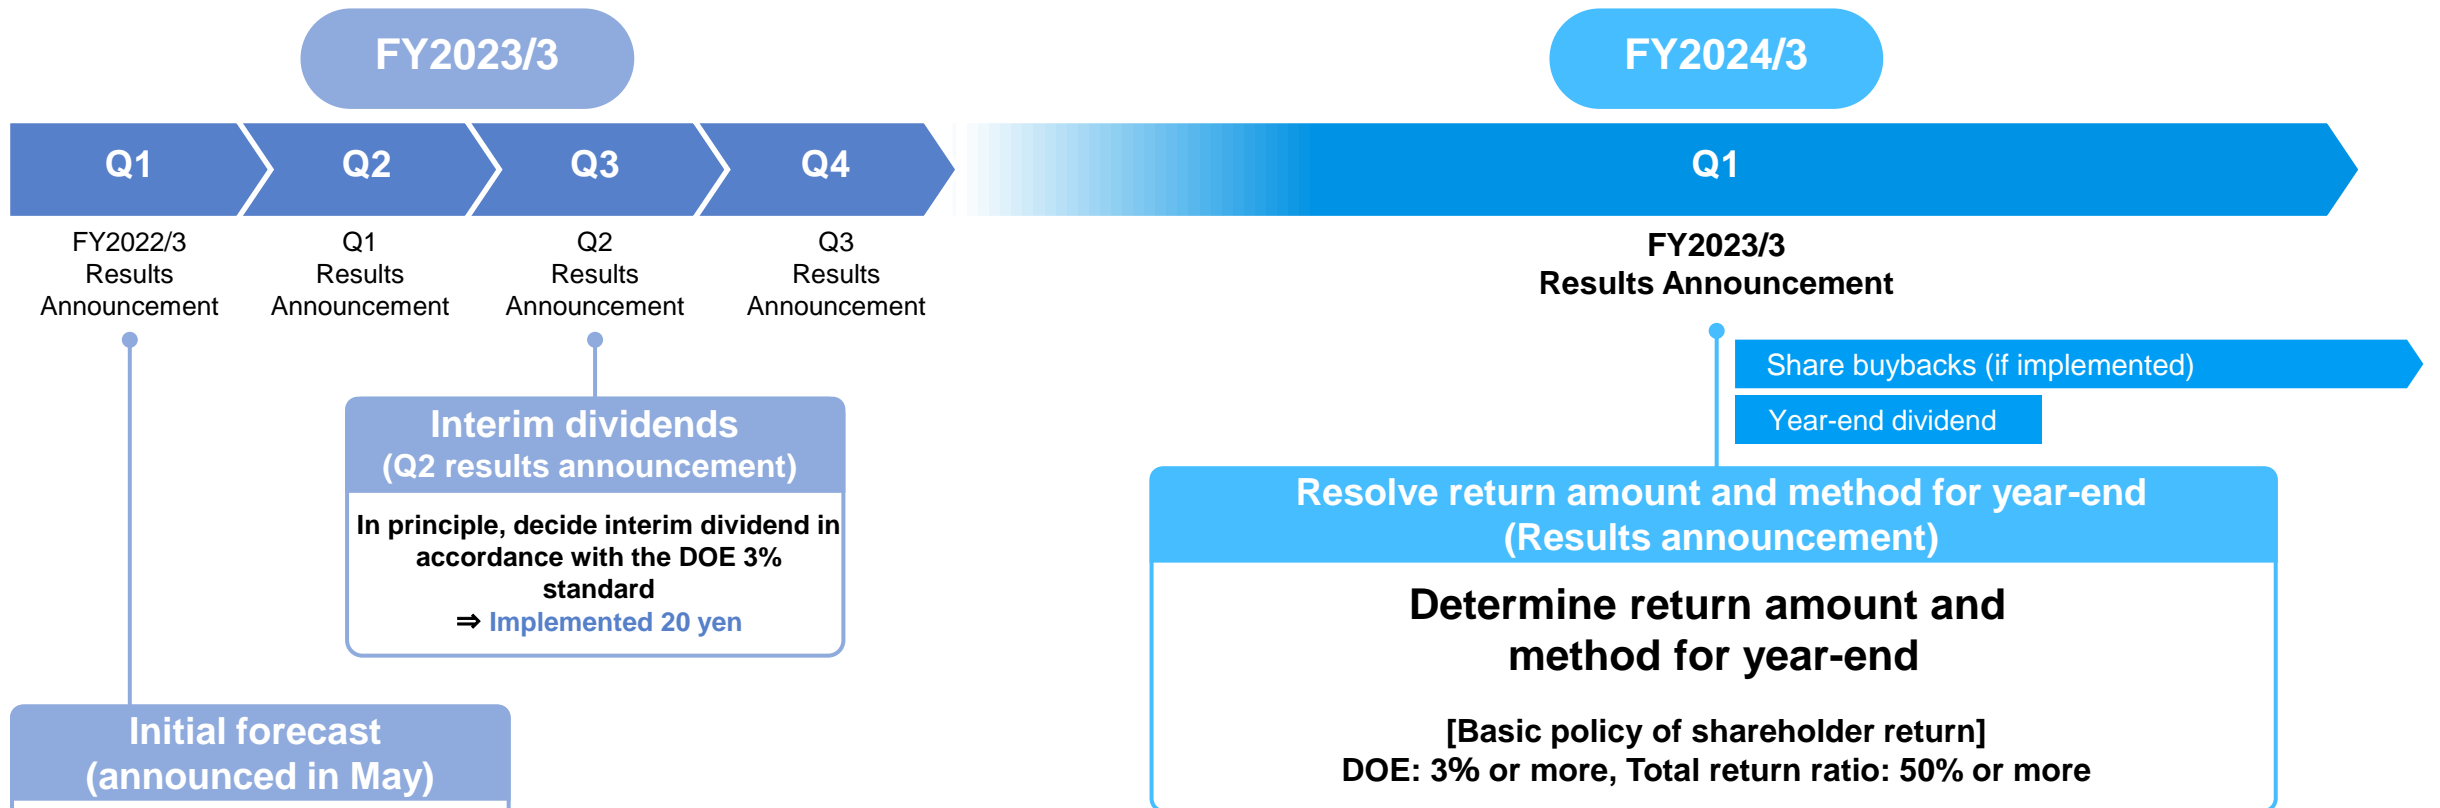 FY2023/3
FY2024/3
Q1
Q2
Q3
Q4
Q1
FY2022/3
Results
Announcement
Q1
Results
Announcement
Q2
Results
Announcement
Q3
Results
Announcement
FY2023/3
Results Announcement
Share buybacks (if implemented)
Year-end dividend
Interim dividends
(Q2 results announcement)
In principle, decide interim dividend in
accordance with the DOE 3%
standard
⇒ Implemented 20 yen
Resolve return amount and method for year-end
(Results announcement)
Determine return amount and
method for year-end
[Basic policy of shareholder return]
DOE: 3% or more, Total return ratio: 50% or more
Initial forecast
(announced in May)